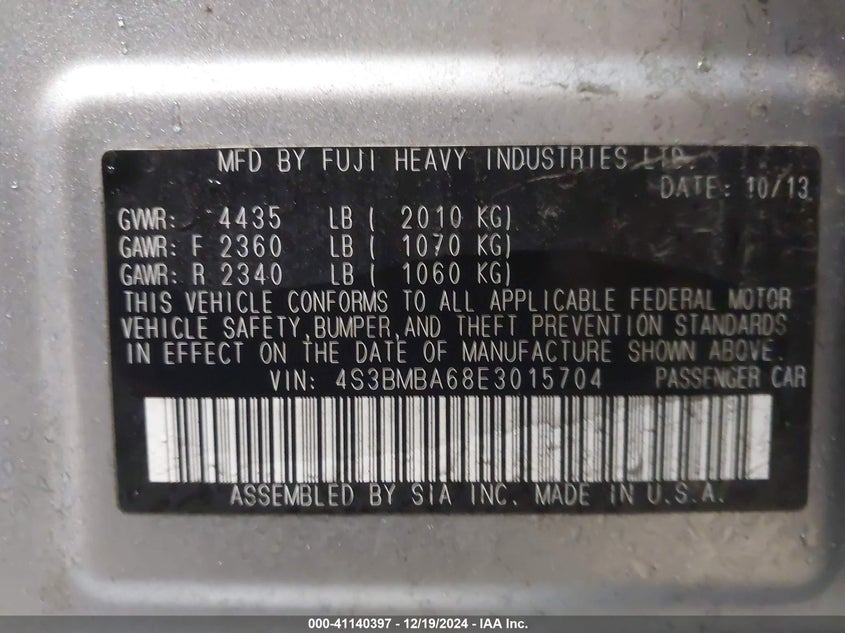 MFD BY FUJI HEAVY INDUSTRIES LTD.
DATE: 10/13
GVWR: 4435 LB ( 2010 KG)
GAWR: F 2360 LB ( 1070 KG)
GAWR: R 2340 LB ( 1060 KG)
THIS VEHICLE CONFORMS TO ALL APPLICABLE FEDERAL MOTOR
VEHICLE SAFETY, BUMPER, AND THEFT PREVENTION STANDARDS
IN EFFECT ON THE DATE OF MANUFACTURE SHOWN ABOVE.
VIN: 4S3BMBA68E3015704 PASSENGER CAR
ASSEMBLED BY SIA INC. MADE IN U.S.A.
000-41140397 - 12/19/2024 - IAA Inc.